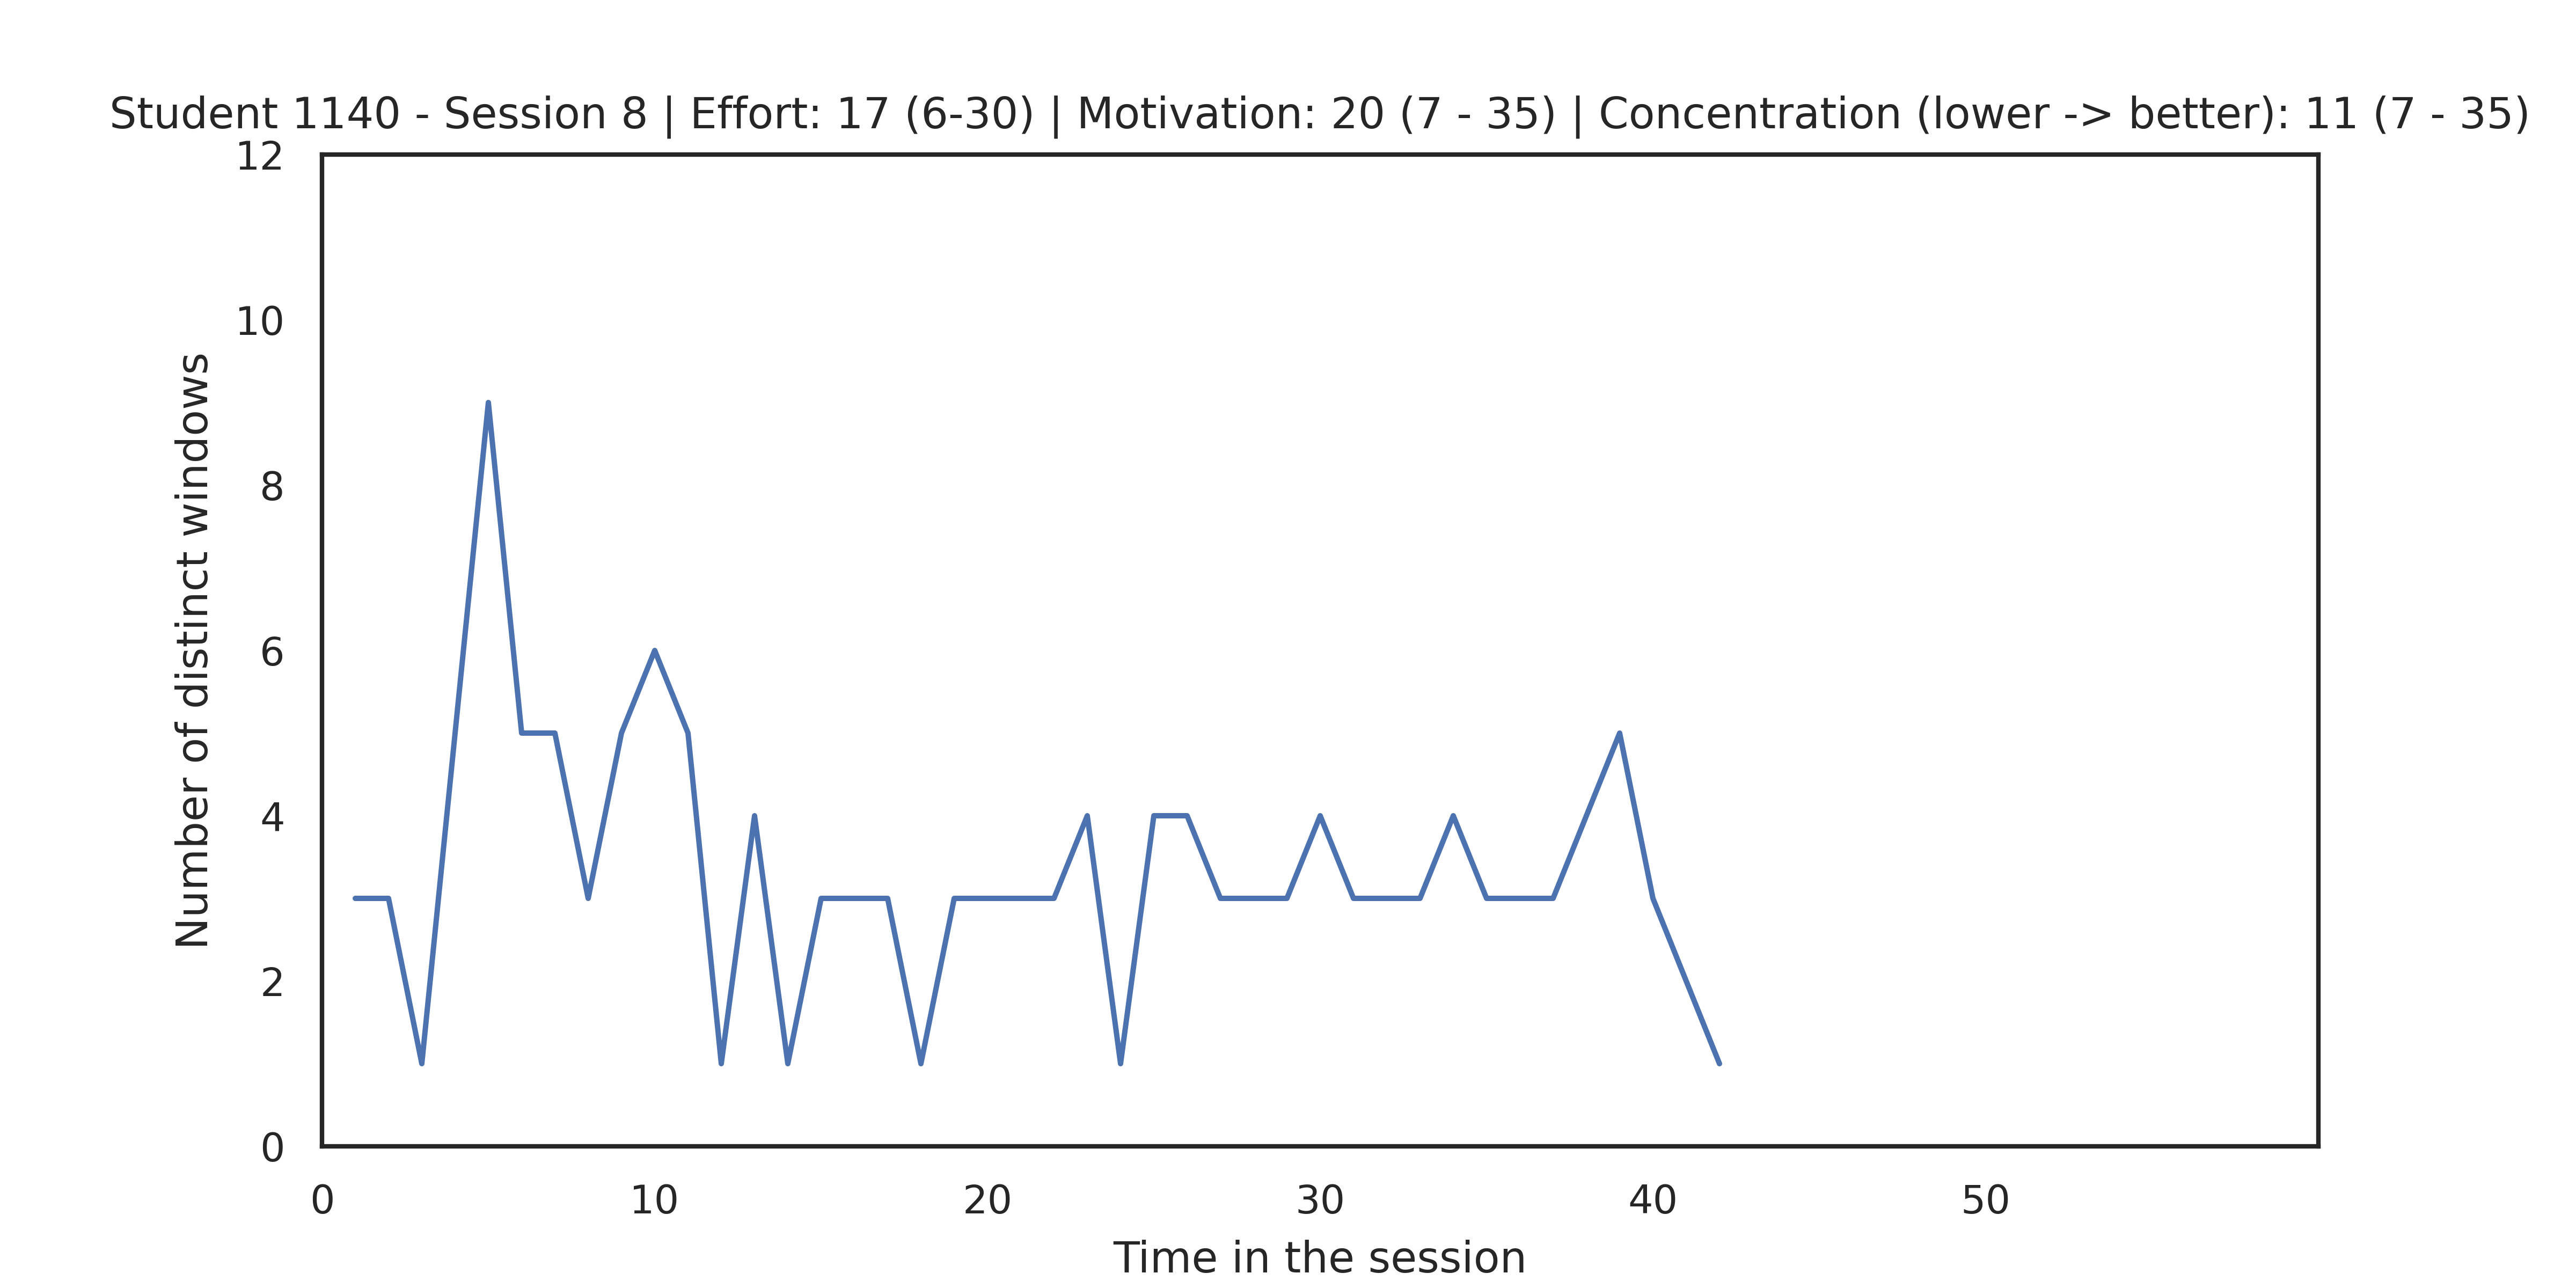 Student 1140 - Session 8 | Effort: 17 (6-30) | Motivation: 20 (7 - 35) | Concentration (lower -> better): 11 (7 - 35)
12
10
8
6
4
2
0
Number of distinct windows
0 10 20 30 40 50
Time in the session